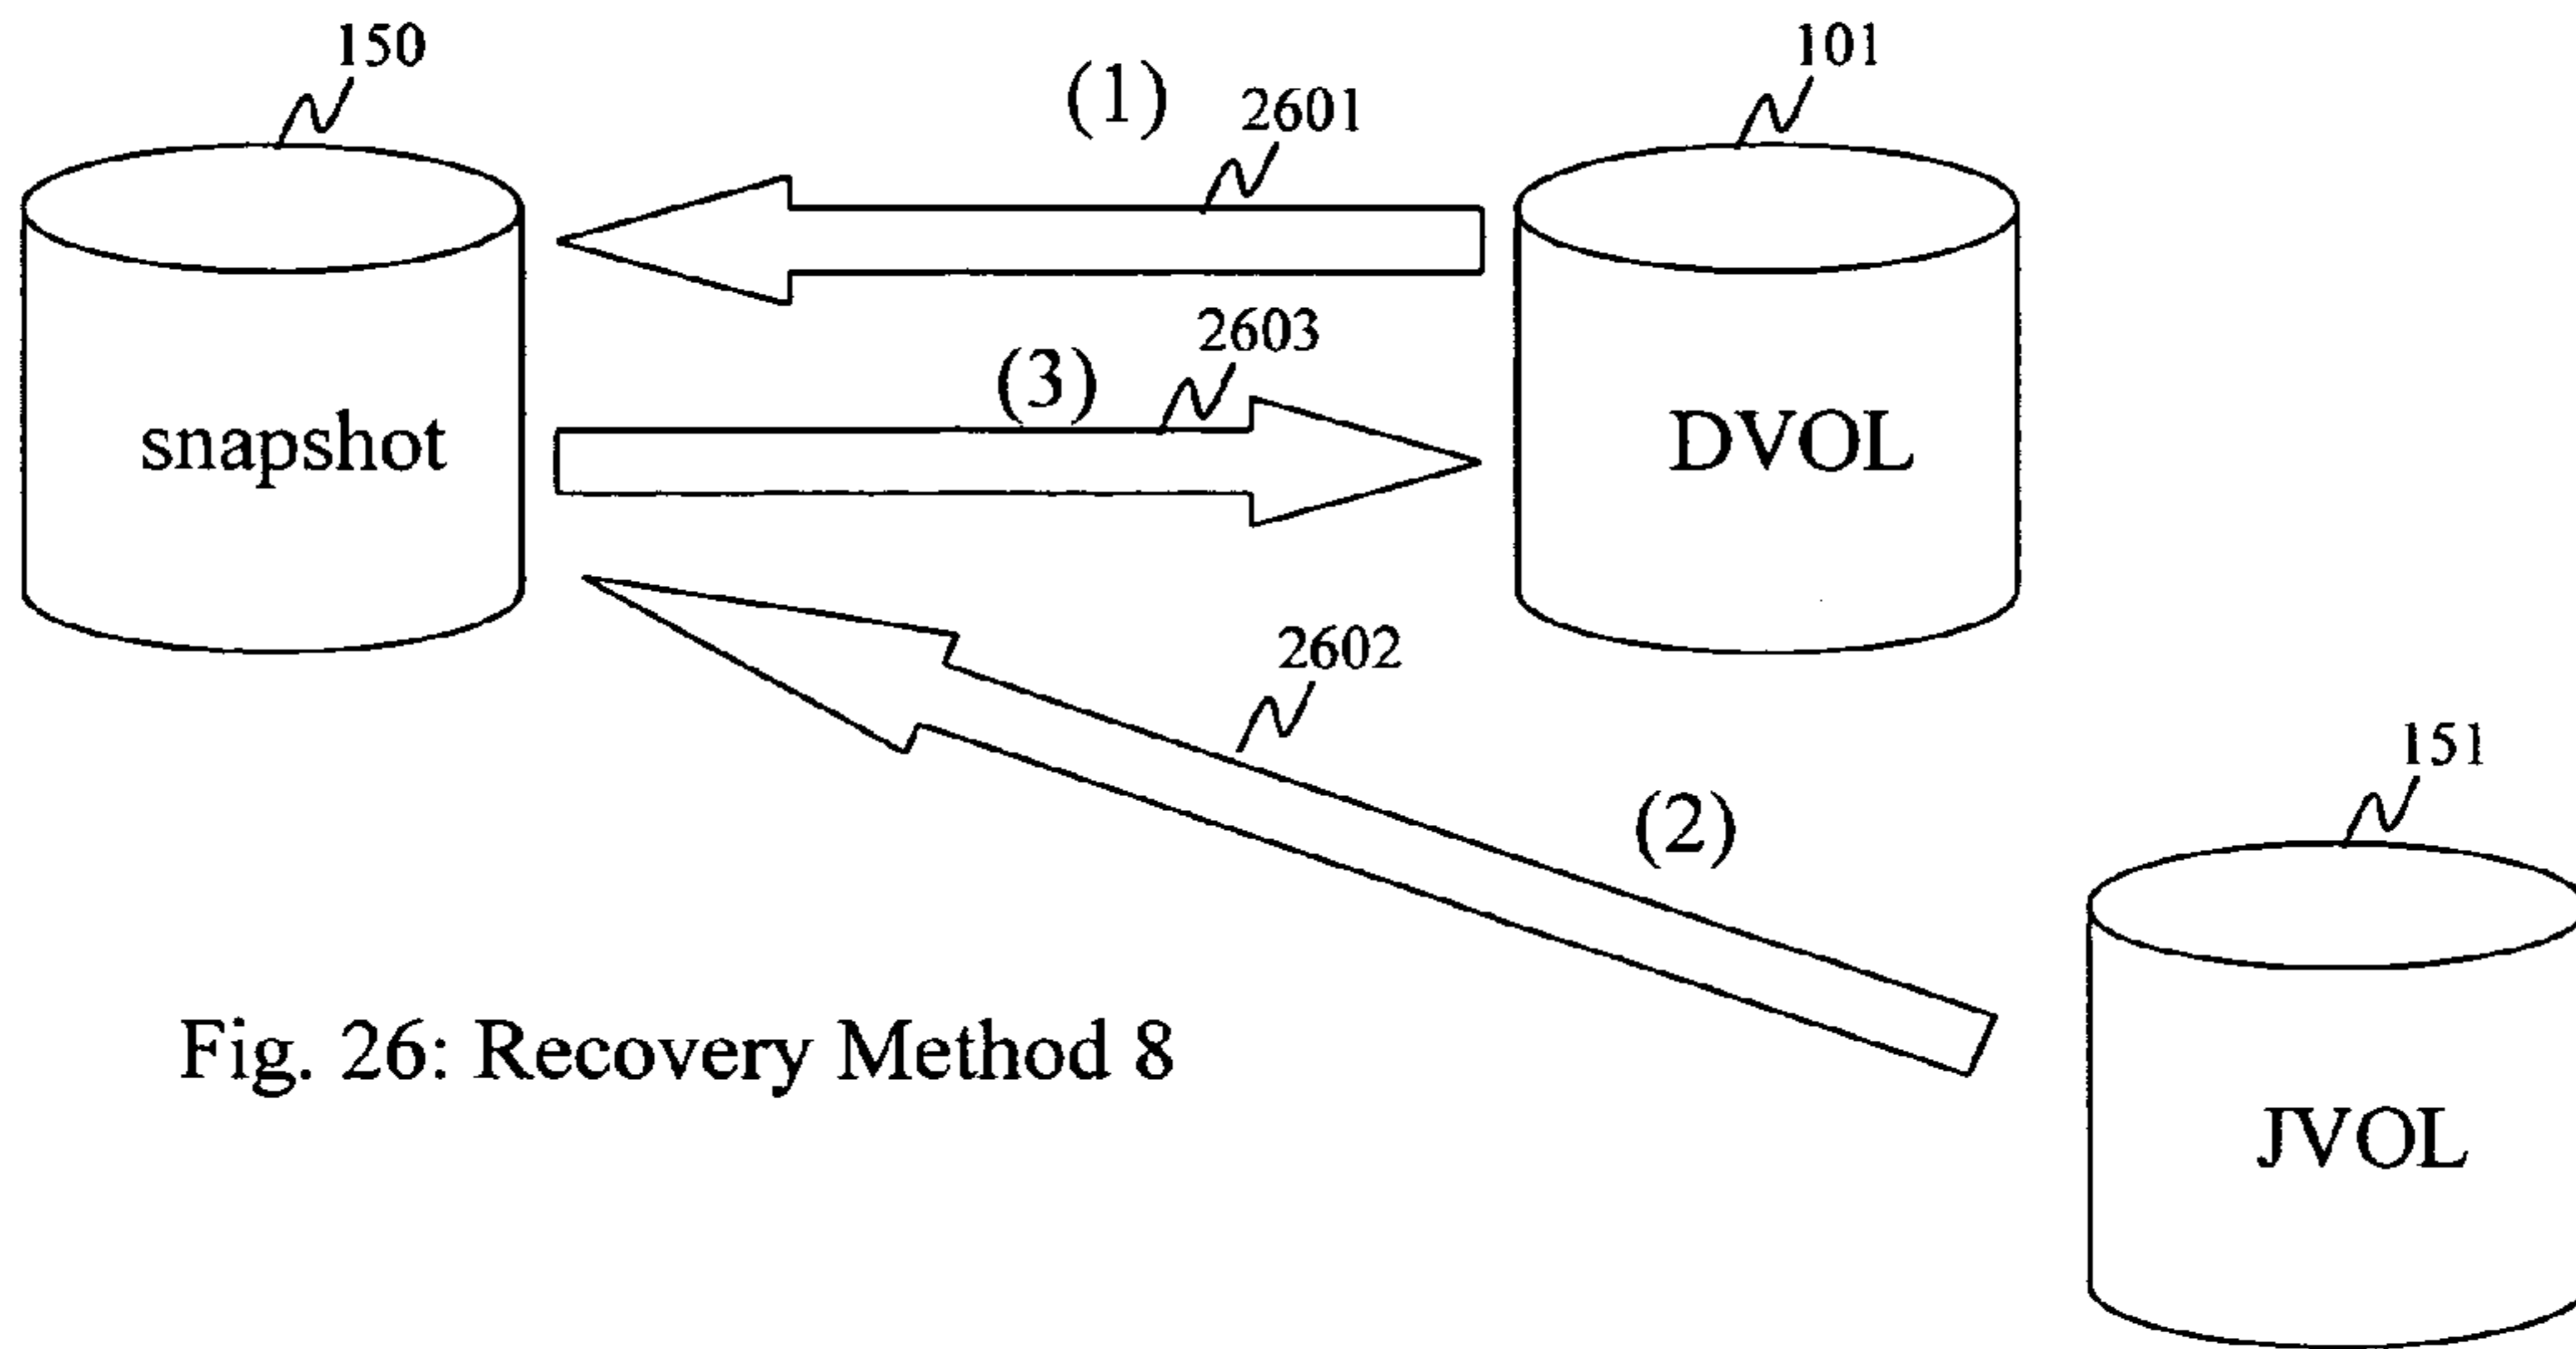 150
101
(1)
2601
2603
(3)
snapshot
DVOL
2602
151
(2)
Fig. 26: Recovery Method 8
JVOL